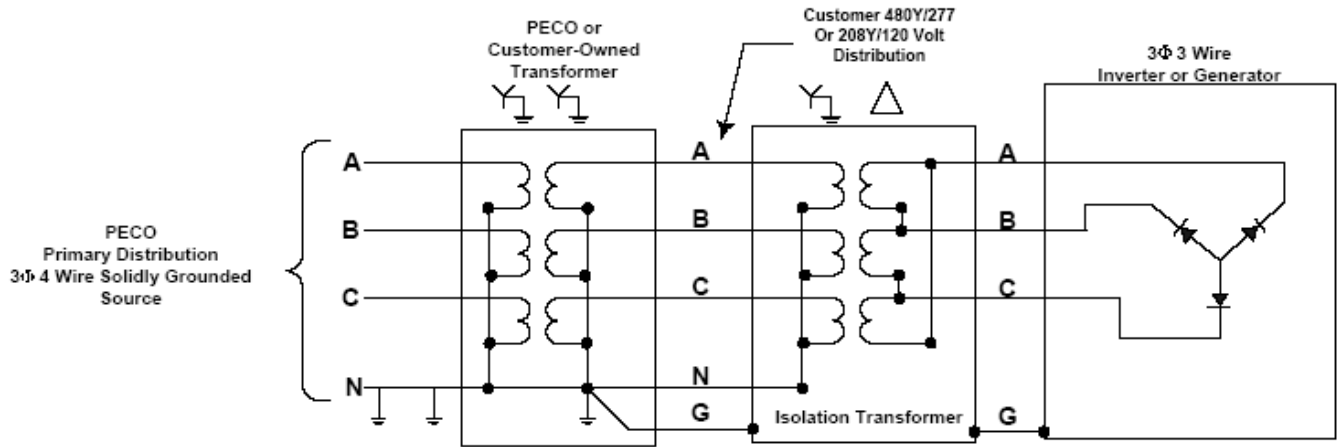 PECO or
Customer-Owned
Transformer
Customer 480Y/277
Or 208Y/120 Volt
Distribution
3Φ 3 Wire
Inverter or Generator
PECO
Primary Distribution
3Φ 4 Wire Solidly Grounded
Source
A
B
C
N
A
B
C
N
G
Isolation Transformer
A
B
C
G